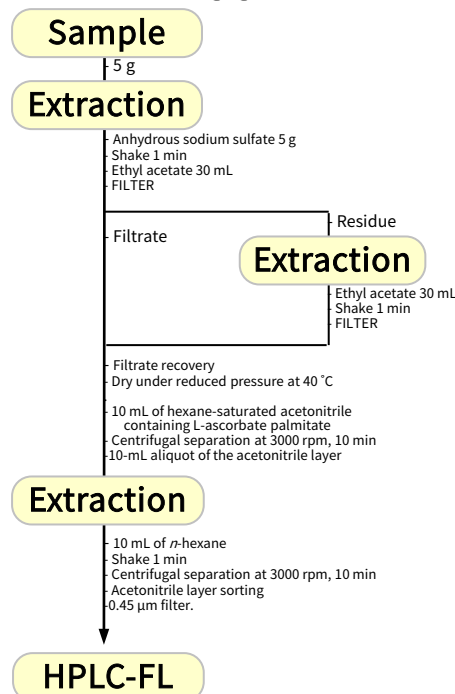 Sample
- 5 g
Extraction
- Anhydrous sodium sulfate 5 g
- Shake 1 min
- Ethyl acetate 30 mL
- FILTER
- Residue
- Filtrate
Extraction
- Ethyl acetate 30 mL
- Shake 1 min
- FILTER
- Filtrate recovery
- Dry under reduced pressure at 40 ˚C
- 10 mL of hexane-saturated acetonitrile
containing L-ascorbate palmitate
- Centrifugal separation at 3000 rpm, 10 min
-10-mL aliquot of the acetonitrile layer
Extraction
- 10 mL of n-hexane
- Shake 1 min
- Centrifugal separation at 3000 rpm, 10 min
- Acetonitrile layer sorting
-0.45 μm filter.
HPLC-FL